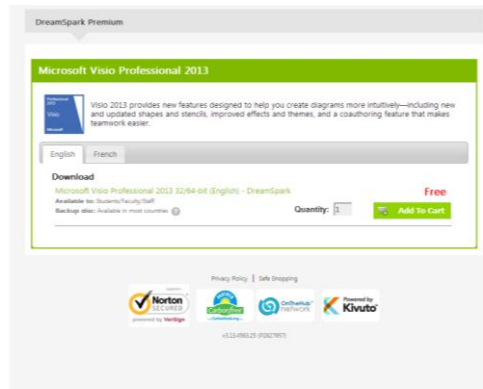 DreamSpark Premium
Microsoft Visio Professional 2013
Visio
Microsoft
Visio 2013 provides new features designed to help you create diagrams more intuitively—including new
and updated shapes and stencils, improved effects and themes, and a coauthoring feature that makes
teamwork easier.
English French
Download
Microsoft Visio Professional 2013 32/64-bit (English) - DreamSpark
Free
Available to: Students/Faculty/Staff
Backup disc: Available in most countries ?
Quantity: 1 Add To Cart
Privacy Policy | Safe Shopping
Norton
SECURED
powered by VeriSign
Carbonfree
OnTheHub
network
Powered by
Kivuto